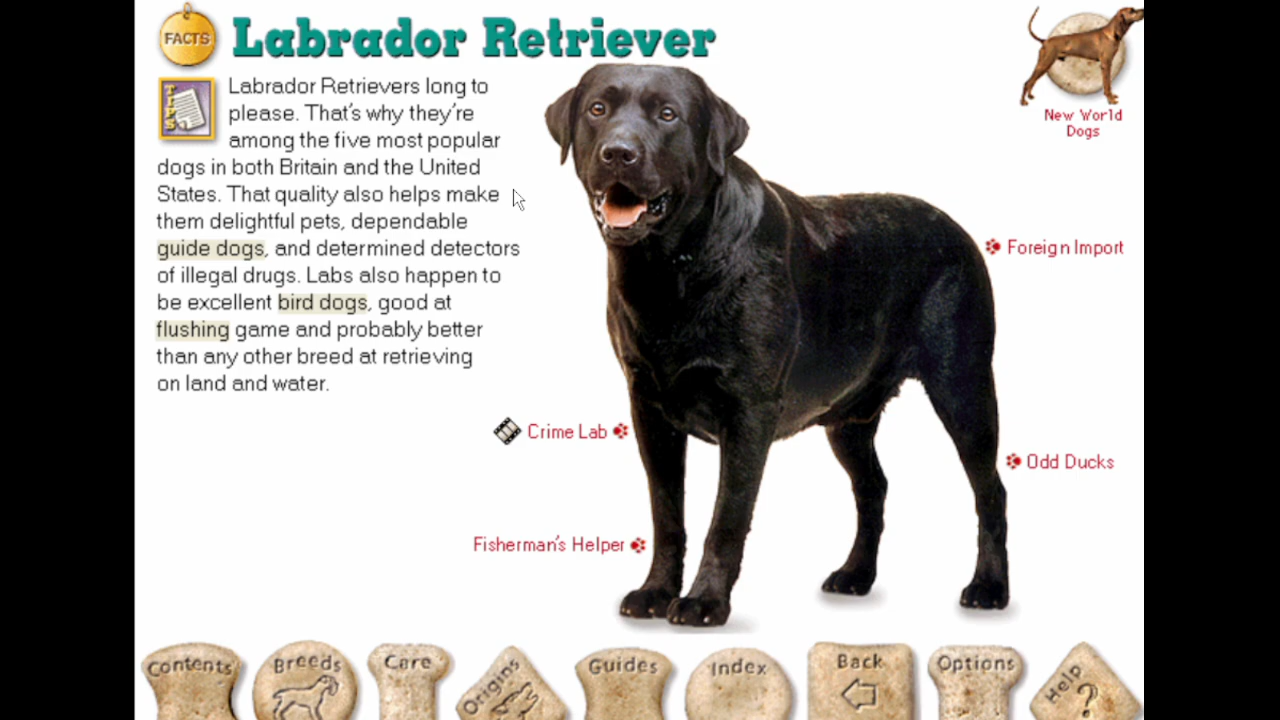 FACTS
Labrador Retriever
TIPS
Labrador Retrievers long to
please. That's why they're
among the five most popular
dogs in both Britain and the United
States. That quality also helps make
them delightful pets, dependable
guide dogs, and determined detectors
of illegal drugs. Labs also happen to
be excellent bird dogs, good at
flushing game and probably better
than any other breed at retrieving
on land and water.
New World
Dogs
Foreign Import
Crime Lab
Odd Ducks
Fisherman's Helper
Contents
Breeds
Care
Origins
Guides
Index
Back
Options
Help
?